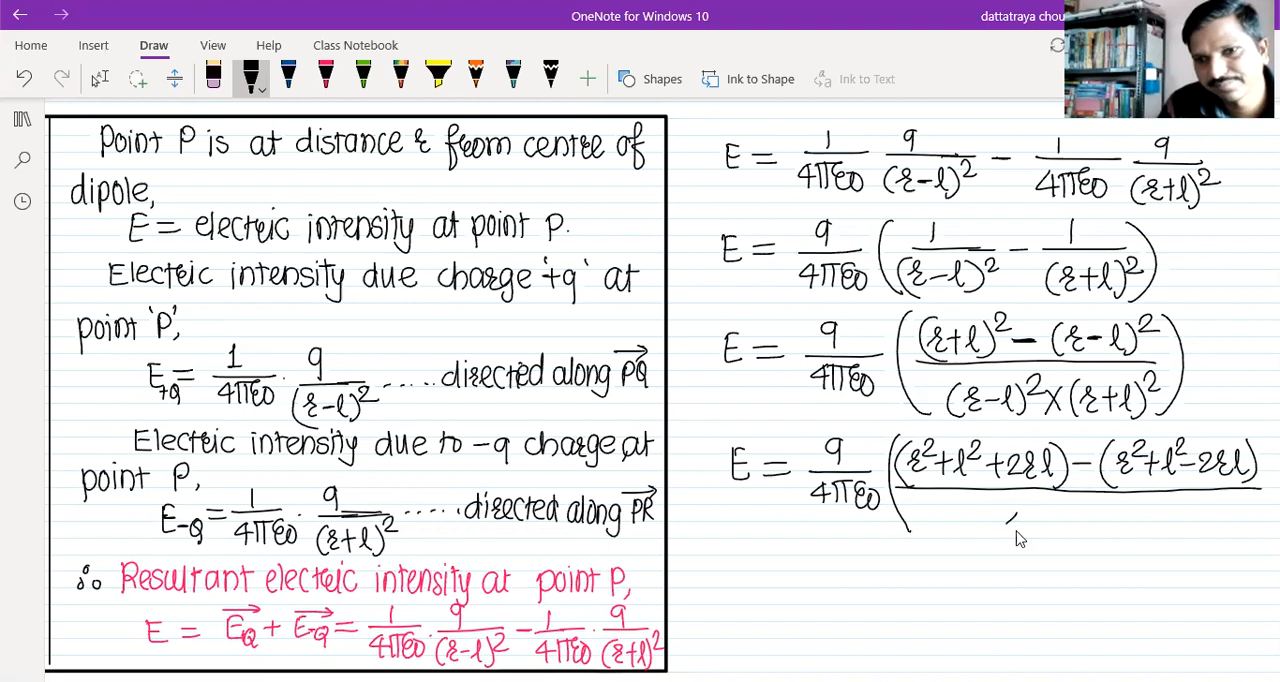 OneNote for Windows 10
dattatraya chou
Home Insert Draw View Help Class Notebook
Shapes Ink to Shape Ink to Text
Point P is at distance r from centre of
dipole,
E = electric intensity at point P.
Electric intensity due charge '+q' at
point 'P',
E+Q = 1/4πε0 . q/(r-l)² ...... directed along PQ
Electric intensity due to -q charge at
point P,
E-Q = 1/4πε0 . q/(r+l)² ..... directed along PR
∴ Resultant electric intensity at point P,
E = EQ + E-Q = 1/4πε0 . q/(r-l)² - 1/4πε0 . q/(r+l)²
E = 1/4πε0 q/(r-l)² - 1/4πε0 q/(r+l)²
E = q/4πε0 (1/(r-l)² - 1/(r+l)²)
E = q/4πε0 ((r+l)² - (r-l)² / (r-l)² × (r+l)²)
E = q/4πε0 ((r²+l²+2rl) - (r²+l²-2rl)